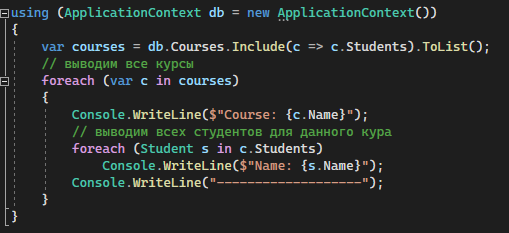 using (ApplicationContext db = new ApplicationContext())
{
    var courses = db.Courses.Include(c => c.Students).ToList();
    // выводим все курсы
    foreach (var c in courses)
    {
        Console.WriteLine($"Course: {c.Name}");
        // выводим всех студентов для данного кура
        foreach (Student s in c.Students)
            Console.WriteLine($"Name: {s.Name}");
        Console.WriteLine("-------------------");
    }
}